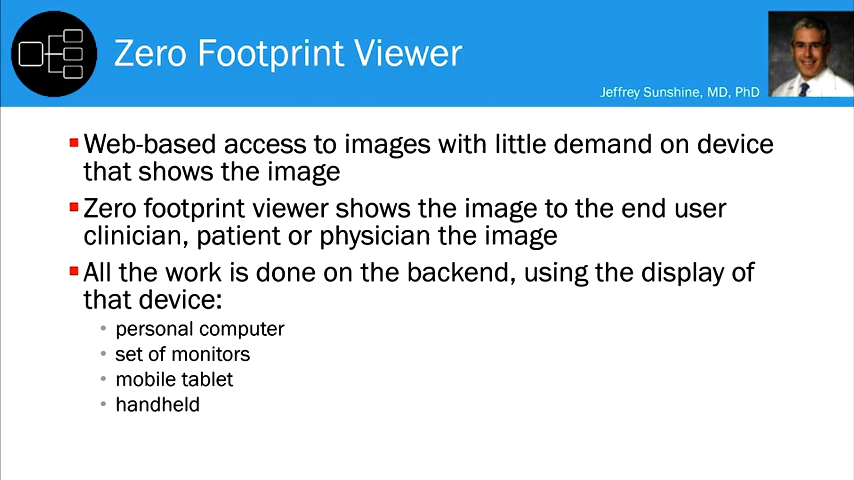 Zero Footprint Viewer
Jeffrey Sunshine, MD, PhD
Web-based access to images with little demand on device
that shows the image
Zero footprint viewer shows the image to the end user
clinician, patient or physician the image
All the work is done on the backend, using the display of
that device:
personal computer
set of monitors
mobile tablet
handheld